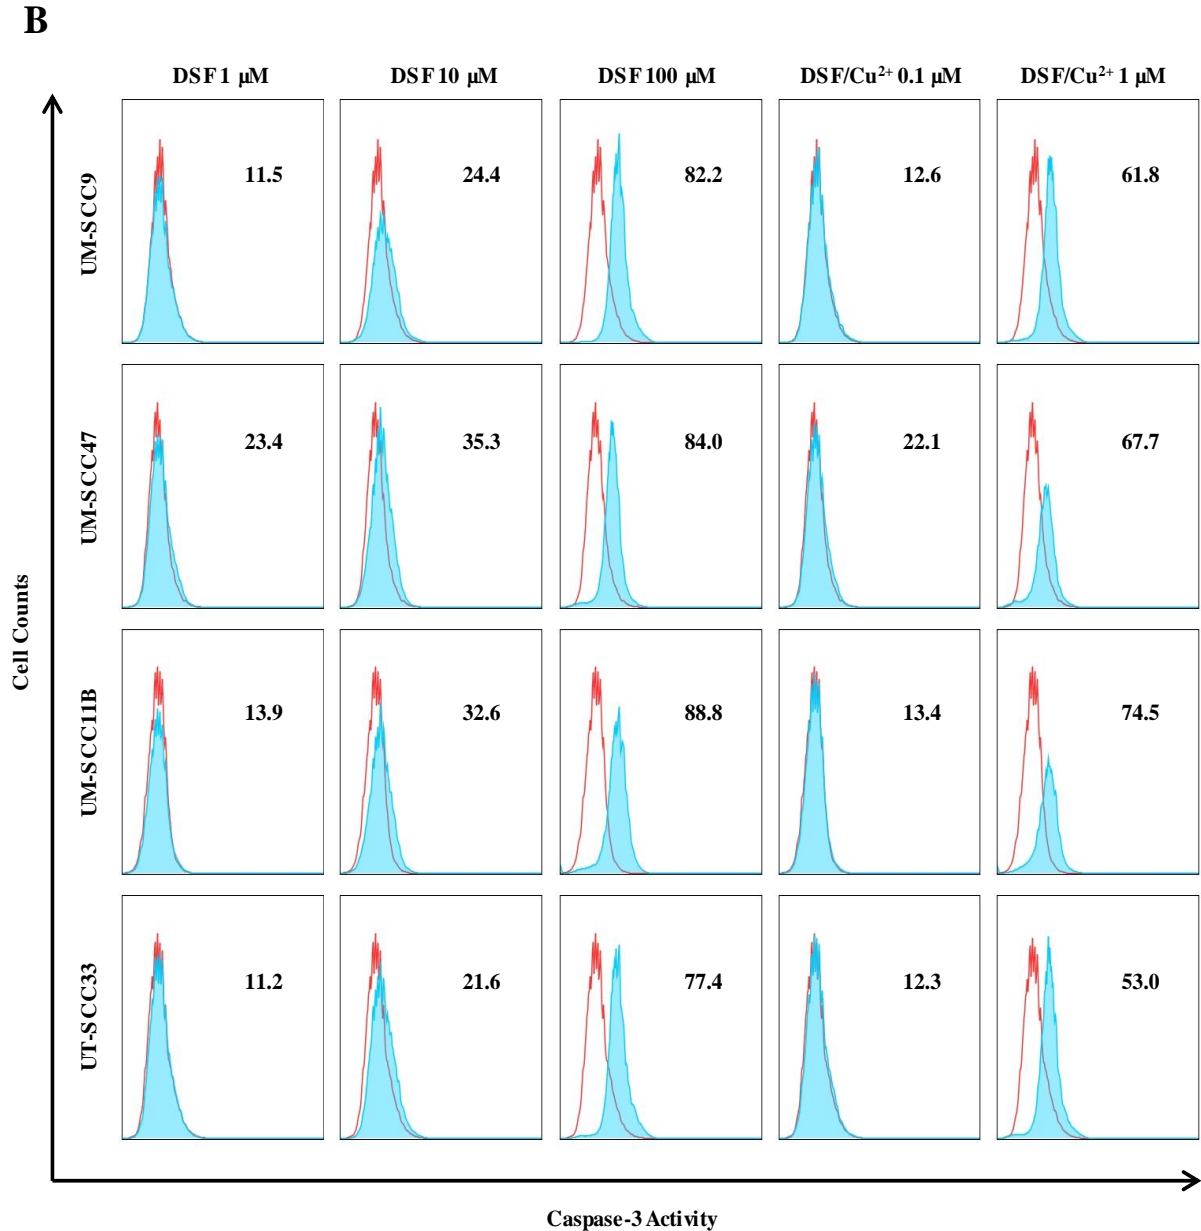 B
DSF 1 μM DSF 10 μM DSF 100 μM DSF/Cu²⁺ 0.1 μM DSF/Cu²⁺ 1 μM
UM-SCC9
11.5 24.4 82.2 12.6 61.8
UM-SCC47
23.4 35.3 84.0 22.1 67.7
UM-SCC11B
13.9 32.6 88.8 13.4 74.5
UT-SCC33
11.2 21.6 77.4 12.3 53.0
Cell Counts
Caspase-3 Activity